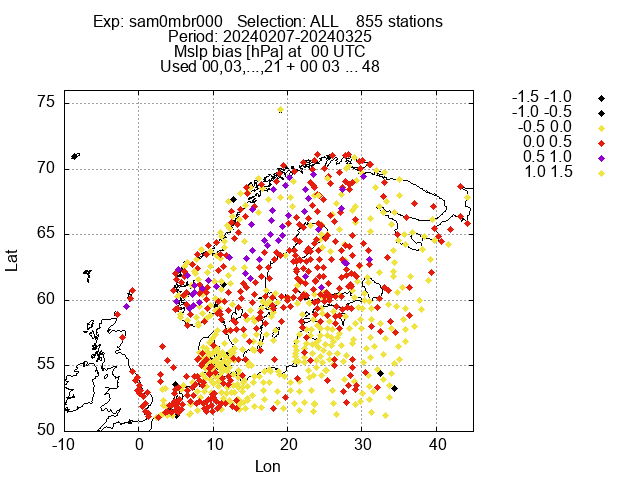 Exp: sam0mbr000   Selection: ALL    855 stations
Period: 20240207-20240325
Mslp bias [hPa] at  00 UTC
Used 00,03,...,21 + 00 03 ... 48
-1.5 -1.0
-1.0 -0.5
-0.5 0.0
0.0 0.5
0.5 1.0
1.0 1.5
75
70
65
60
55
50
Lat
-10 0 10 20 30 40
Lon